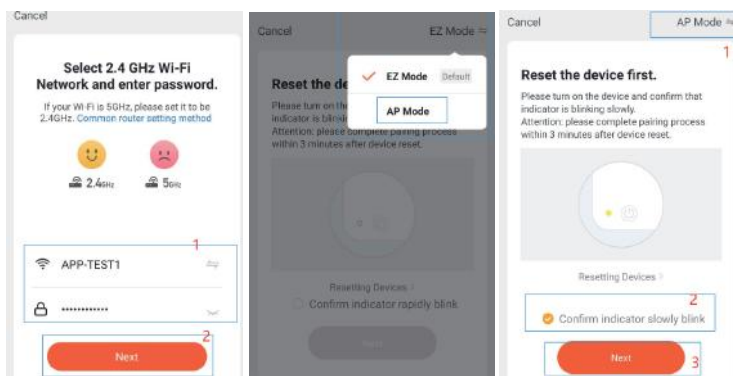 Cancel
Select 2.4 GHz Wi-Fi
Network and enter password.
If your Wi-Fi is 5GHz, please set it to be
2.4GHz. Common router setting method
2.4GHz
5GHz
1
APP-TEST1
••••••••••••
2
Next
Cancel
EZ Mode
EZ Mode
Default
AP Mode
Reset the de
Please turn on the
indicator is blinkin
Attention: please complete pairing process
within 3 minutes after device reset.
Resetting Devices >
Confirm indicator rapidly blink
Next
Cancel
AP Mode
1
Reset the device first.
Please turn on the device and confirm that
indicator is blinking slowly.
Attention: please complete pairing process
within 3 minutes after device reset.
Resetting Devices >
2
Confirm indicator slowly blink
Next
3